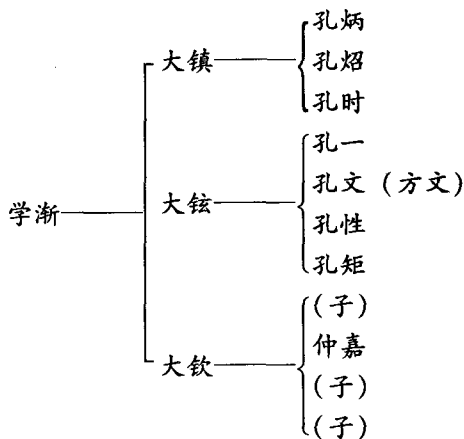 孔炳
大镇
孔炤
孔时
孔一
孔文（方文）
大铉
学渐
孔性
孔矩
(子)
仲嘉
大钦
(子)
(子)